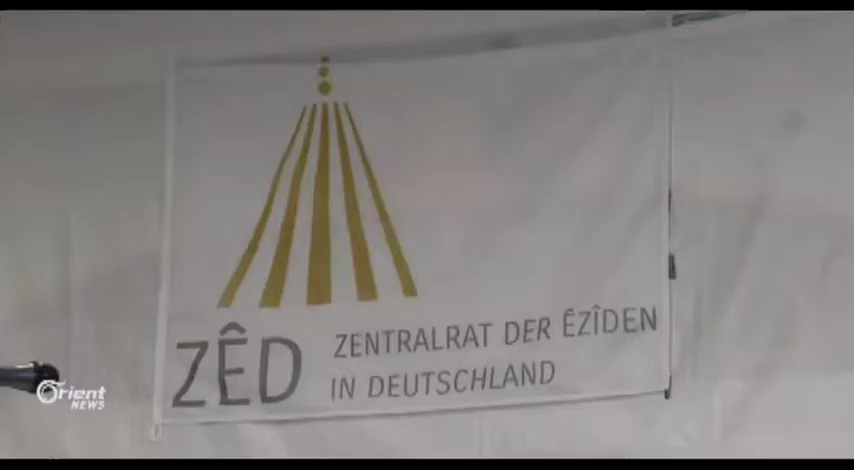 ZÊD
ZENTRALRAT DER ÊZÎDEN
IN DEUTSCHLAND
Orient
NEWS